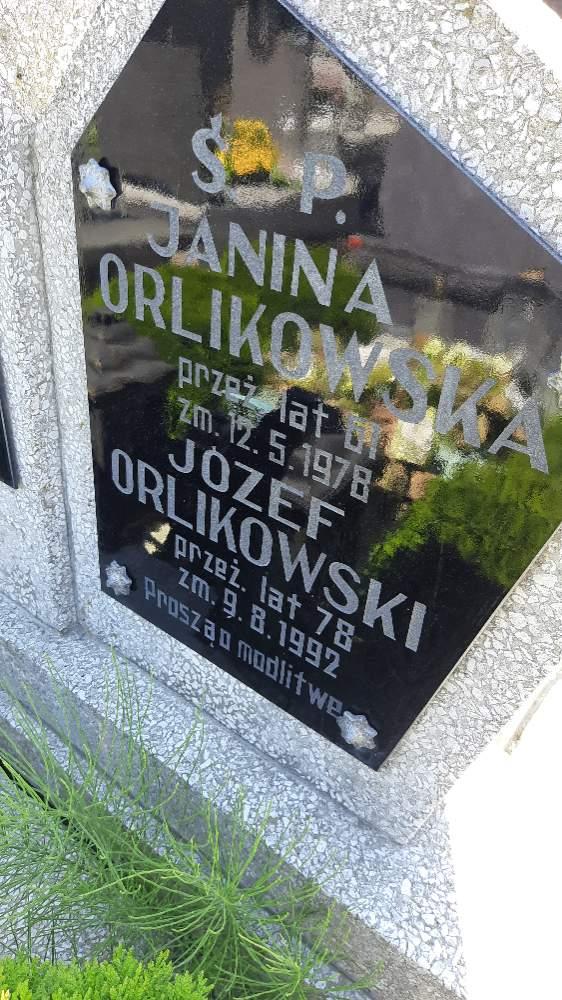 Ś. P.
JANINA
ORLIKOWSKA
przeż. lat 61
zm. 12. 5. 1978
JÓZEF
ORLIKOWSKI
przeż. lat 78
zm. 9. 8. 1992
proszą o modlitwę